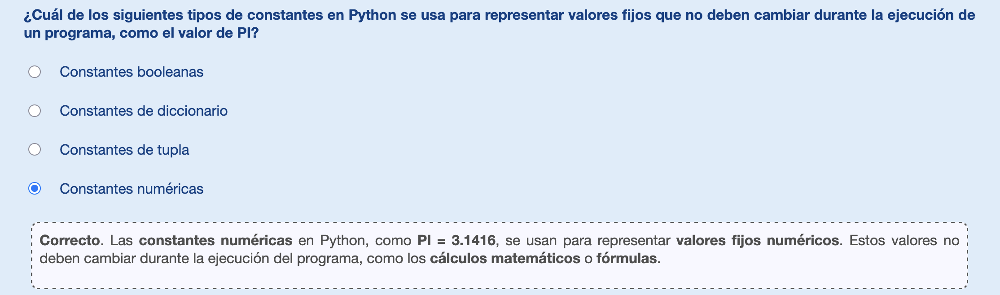 ¿Cuál de los siguientes tipos de constantes en Python se usa para representar valores fijos que no deben cambiar durante la ejecución de
un programa, como el valor de PI?
Constantes booleanas
Constantes de diccionario
Constantes de tupla
Constantes numéricas
Correcto. Las constantes numéricas en Python, como PI = 3.1416, se usan para representar valores fijos numéricos. Estos valores no
deben cambiar durante la ejecución del programa, como los cálculos matemáticos o fórmulas.